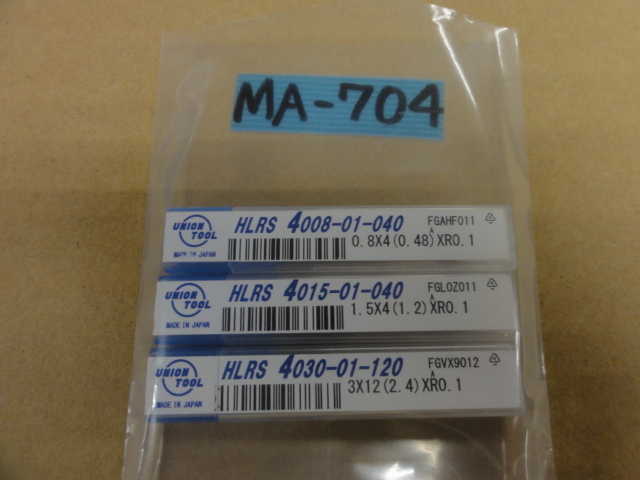 MA-704
UNION TOOL
MADE IN JAPAN
HLRS 4008-01-040 FGAHF011
A
0.8X4(0.48)XR0.1
UNION TOOL
MADE IN JAPAN
HLRS 4015-01-040 FGLOZ011
A
1.5X4(1.2)XR0.1
UNION TOOL
MADE IN JAPAN
HLRS 4030-01-120 FGVX9012
A
3X12(2.4)XR0.1